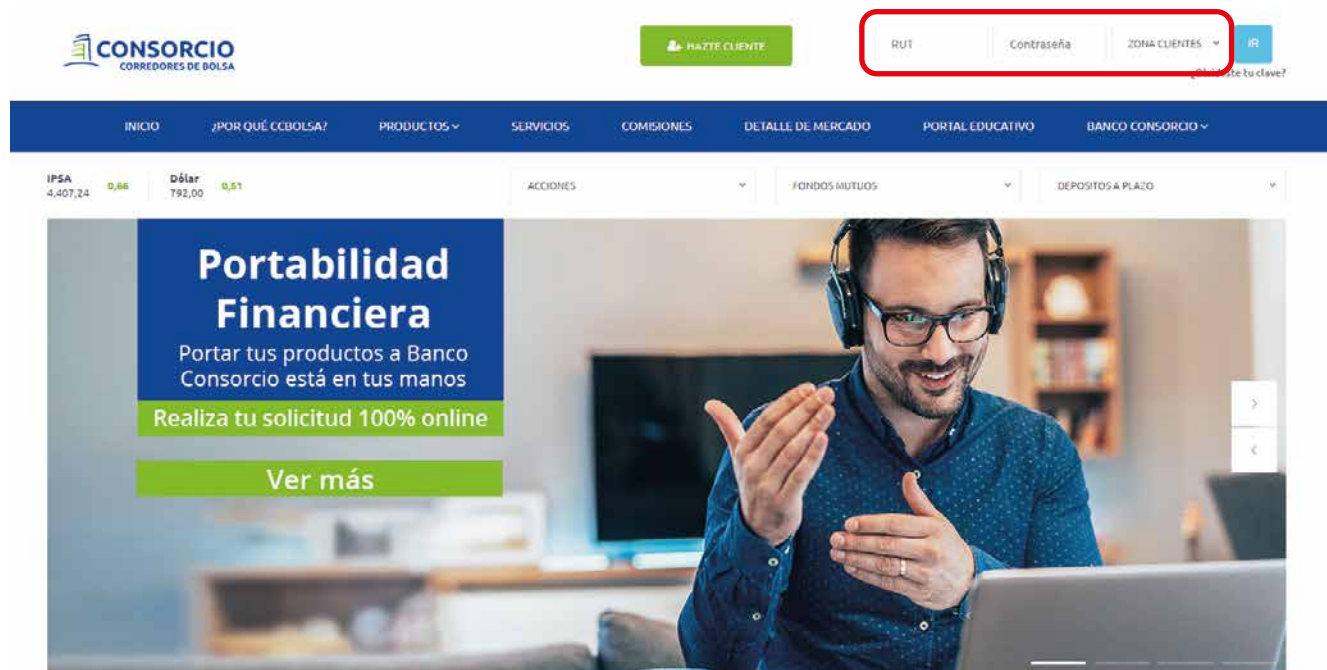 CONSORCIO
CORREDORES DE BOLSA
HAZTE CLIENTE
RUT
Contraseña
ZONA CLIENTES
IR
te tu clave?
INICIO
¿POR QUÉ CCBOLSA?
PRODUCTOS
SERVICIOS
COMISIONES
DETALLE DE MERCADO
PORTAL EDUCATIVO
BANCO CONSORCIO
IPSA
4.407,24
0,66
Dólar
792,00
0,51
ACCIONES
FONDOS MUTUOS
DEPOSITOS A PLAZO
Portabilidad
Financiera
Portar tus productos a Banco
Consorcio está en tus manos
Realiza tu solicitud 100% online
Ver más